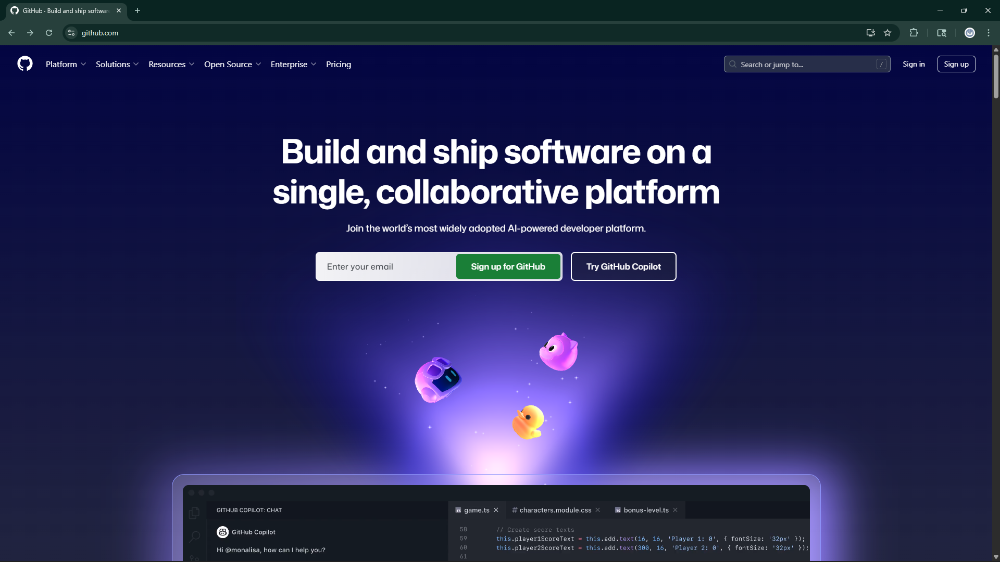 GitHub · Build and ship softwar
github.com
Platform Solutions Resources Open Source Enterprise Pricing
Search or jump to... /
Sign in
Sign up
Build and ship software on a
single, collaborative platform
Join the world's most widely adopted AI-powered developer platform.
Enter your email
Sign up for GitHub
Try GitHub Copilot
GITHUB COPILOT: CHAT
GitHub Copilot
Hi @monalisa, how can I help you?
TS game.ts # characters.module.css TS bonus-level.ts
58 // Create score texts
59 this.player1ScoreText = this.add.text(16, 16, 'Player 1: 0', { fontSize: '32px' });
60 this.player2ScoreText = this.add.text(300, 16, 'Player 2: 0', { fontSize: '32px' });
61